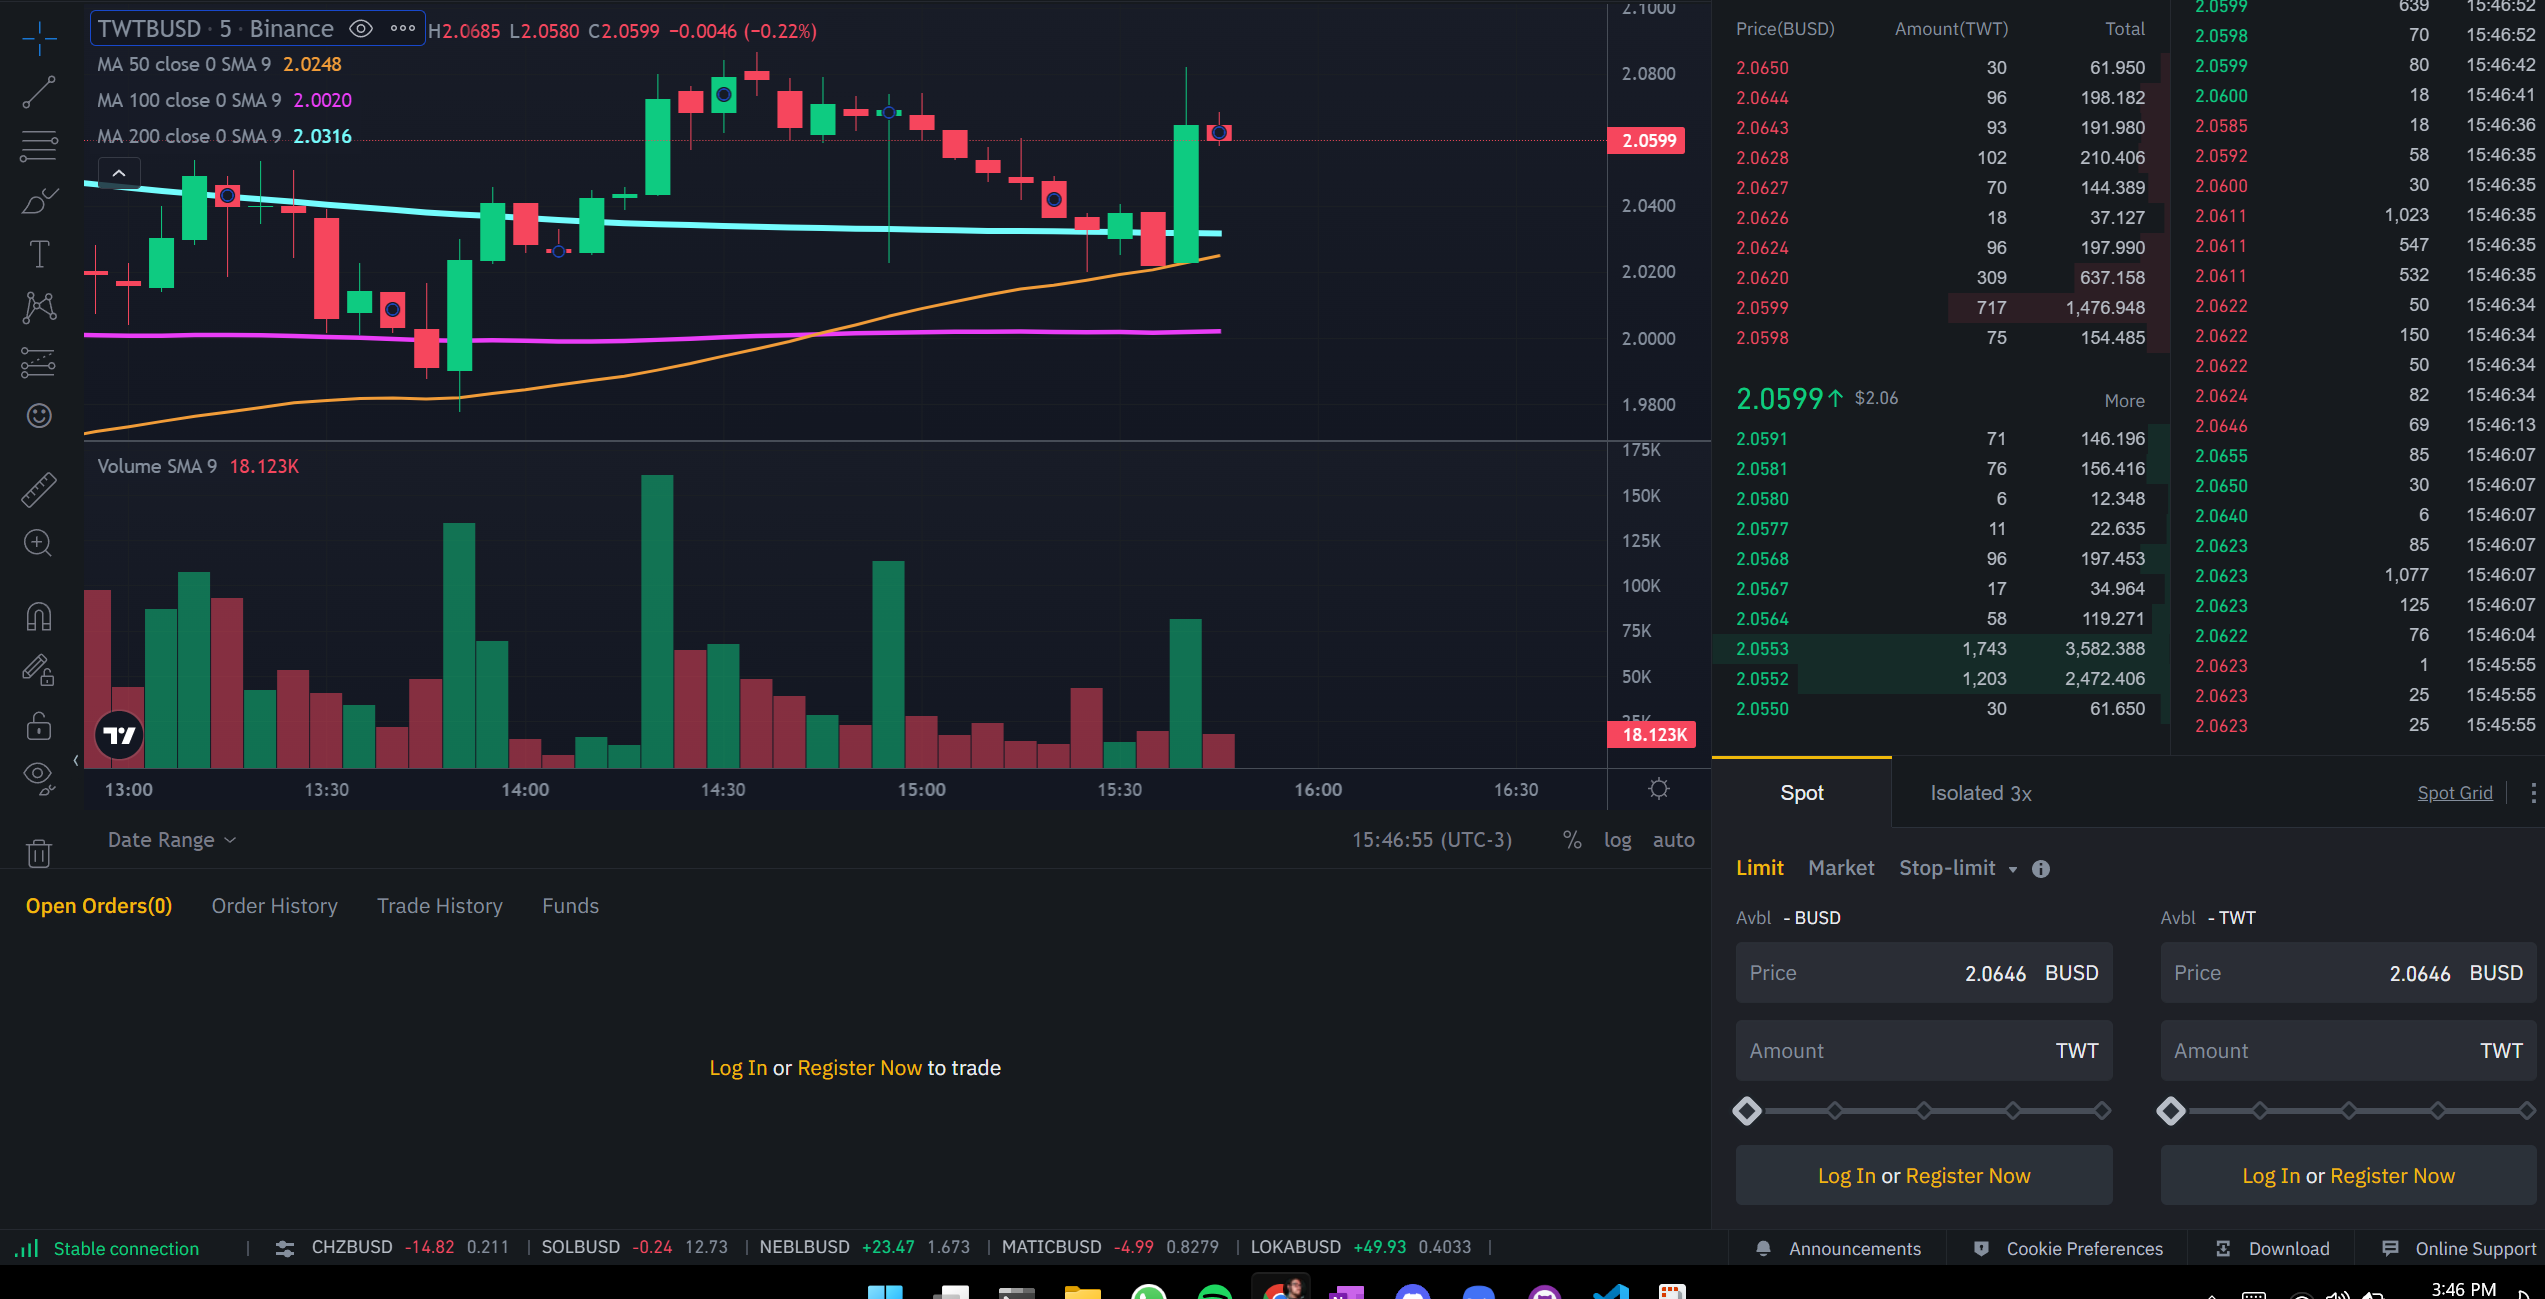 TWTBUSD · 5 · Binance H2.0685 L2.0580 C2.0599 −0.0046 (−0.22%)
MA 50 close 0 SMA 9 2.0248
MA 100 close 0 SMA 9 2.0020
MA 200 close 0 SMA 9 2.0316
2.1000
2.0800
2.0599
2.0400
2.0200
2.0000
1.9800
Volume SMA 9 18.123K
175K
150K
125K
100K
75K
50K
25K
18.123K
13:00 13:30 14:00 14:30 15:00 15:30 16:00 16:30
Date Range 15:46:55 (UTC-3) % log auto
Open Orders(0) Order History Trade History Funds
Log In or Register Now to trade
Price(BUSD) Amount(TWT) Total
2.0650 30 61.950
2.0644 96 198.182
2.0643 93 191.980
2.0628 102 210.406
2.0627 70 144.389
2.0626 18 37.127
2.0624 96 197.990
2.0620 309 637.158
2.0599 717 1,476.948
2.0598 75 154.485
2.0599↑ $2.06 More
2.0591 71 146.196
2.0581 76 156.416
2.0580 6 12.348
2.0577 11 22.635
2.0568 96 197.453
2.0567 17 34.964
2.0564 58 119.271
2.0553 1,743 3,582.388
2.0552 1,203 2,472.406
2.0550 30 61.650
2.0599 639 15:46:52
2.0598 70 15:46:52
2.0599 80 15:46:42
2.0600 18 15:46:41
2.0585 18 15:46:36
2.0592 58 15:46:35
2.0600 30 15:46:35
2.0611 1,023 15:46:35
2.0611 547 15:46:35
2.0611 532 15:46:35
2.0622 50 15:46:34
2.0622 150 15:46:34
2.0622 50 15:46:34
2.0624 82 15:46:34
2.0646 69 15:46:13
2.0655 85 15:46:07
2.0650 30 15:46:07
2.0640 6 15:46:07
2.0623 85 15:46:07
2.0623 1,077 15:46:07
2.0623 125 15:46:07
2.0622 76 15:46:04
2.0623 1 15:45:55
2.0623 25 15:45:55
2.0623 25 15:45:55
Spot Isolated 3x Spot Grid
Limit Market Stop-limit
Avbl - BUSD
Price 2.0646 BUSD
Amount TWT
Log In or Register Now
Avbl - TWT
Price 2.0646 BUSD
Amount TWT
Log In or Register Now
Stable connection | CHZBUSD -14.82 0.211 | SOLBUSD -0.24 12.73 | NEBLBUSD +23.47 1.673 | MATICBUSD -4.99 0.8279 | LOKABUSD +49.93 0.4033 |
Announcements Cookie Preferences Download Online Support
3:46 PM